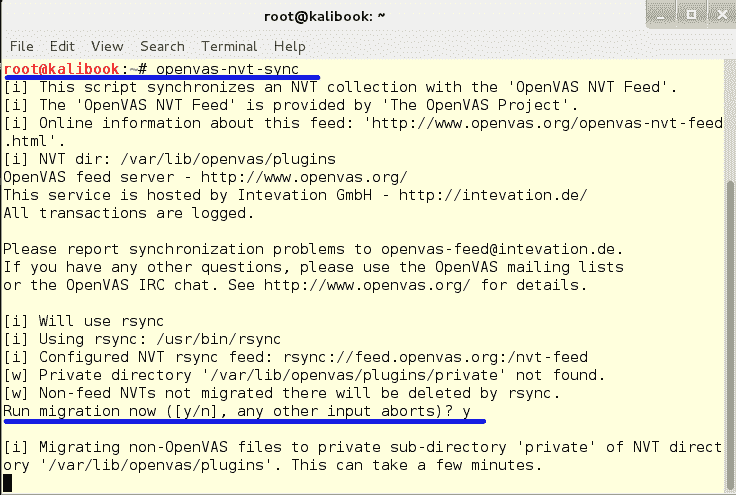 root@kalibook: ~
File Edit View Search Terminal Help
root@kalibook:~# openvas-nvt-sync
[i] This script synchronizes an NVT collection with the 'OpenVAS NVT Feed'.
[i] The 'OpenVAS NVT Feed' is provided by 'The OpenVAS Project'.
[i] Online information about this feed: 'http://www.openvas.org/openvas-nvt-feed
.html'.
[i] NVT dir: /var/lib/openvas/plugins
OpenVAS feed server - http://www.openvas.org/
This service is hosted by Intevation GmbH - http://intevation.de/
All transactions are logged.
Please report synchronization problems to openvas-feed@intevation.de.
If you have any other questions, please use the OpenVAS mailing lists
or the OpenVAS IRC chat. See http://www.openvas.org/ for details.
[i] Will use rsync
[i] Using rsync: /usr/bin/rsync
[i] Configured NVT rsync feed: rsync://feed.openvas.org:/nvt-feed
[w] Private directory '/var/lib/openvas/plugins/private' not found.
[w] Non-feed NVTs not migrated there will be deleted by rsync.
Run migration now ([y/n], any other input aborts)? y
[i] Migrating non-OpenVAS files to private sub-directory 'private' of NVT direct
ory '/var/lib/openvas/plugins'. This can take a few minutes.